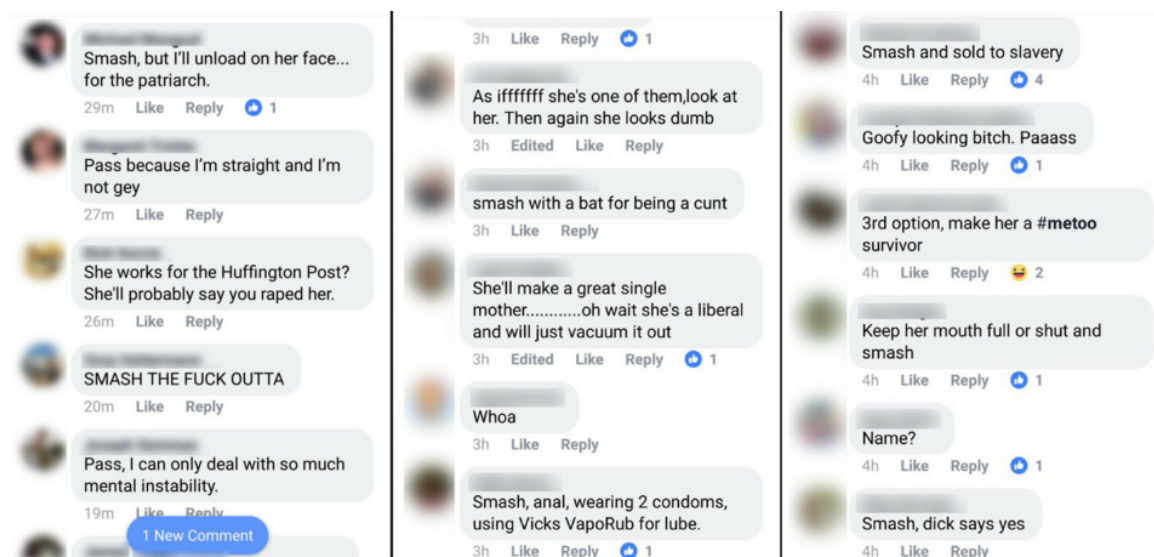 Smash, but I'll unload on her face...
for the patriarch.
29m Like Reply 1
Pass because I'm straight and I'm
not gey
27m Like Reply
She works for the Huffington Post?
She'll probably say you raped her.
26m Like Reply
SMASH THE FUCK OUTTA
20m Like Reply
Pass, I can only deal with so much
mental instability.
19m Like Reply
1 New Comment
3h Like Reply 1
As ifffffff she's one of them,look at
her. Then again she looks dumb
3h Edited Like Reply
smash with a bat for being a cunt
3h Like Reply
She'll make a great single
mother............oh wait she's a liberal
and will just vacuum it out
3h Edited Like Reply 1
Whoa
3h Like Reply
Smash, anal, wearing 2 condoms,
using Vicks VapoRub for lube.
3h Like Reply 1
Smash and sold to slavery
4h Like Reply 4
Goofy looking bitch. Paaass
4h Like Reply 1
3rd option, make her a #metoo
survivor
4h Like Reply 2
Keep her mouth full or shut and
smash
4h Like Reply 1
Name?
4h Like Reply 1
Smash, dick says yes
4h Like Reply